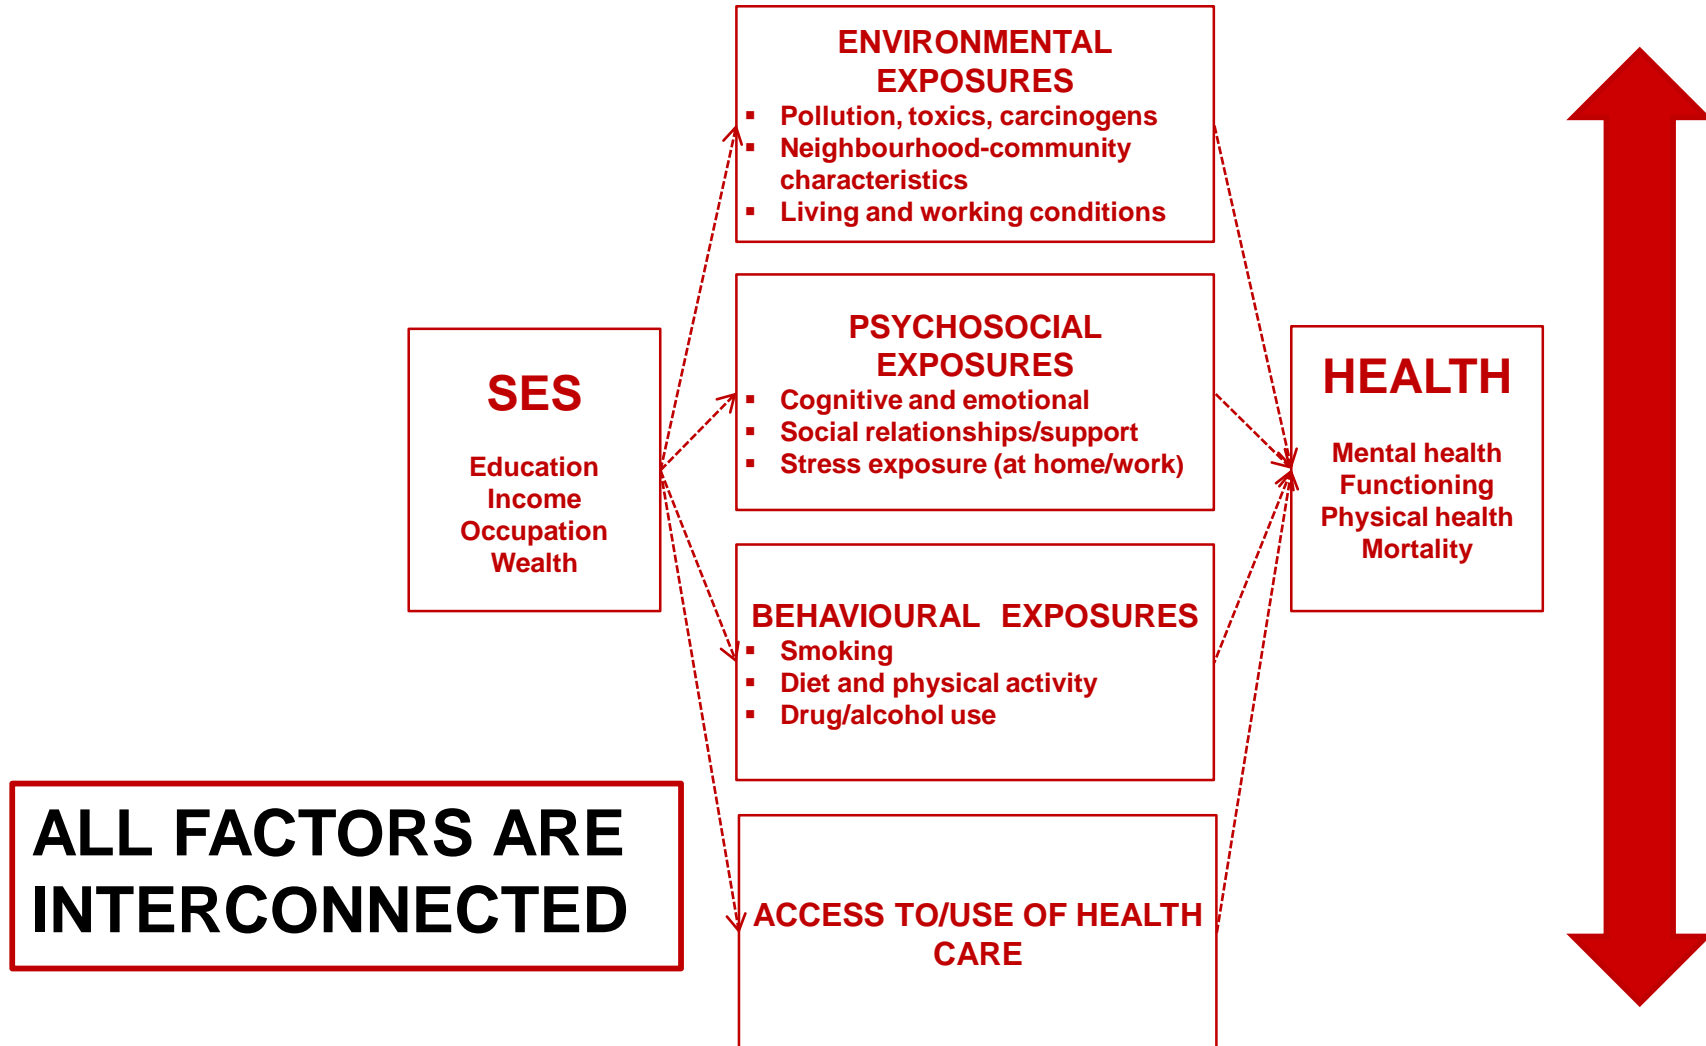 ENVIRONMENTAL
EXPOSURES
▪ Pollution, toxics, carcinogens
▪ Neighbourhood-community
characteristics
▪ Living and working conditions
PSYCHOSOCIAL
EXPOSURES
▪ Cognitive and emotional
▪ Social relationships/support
▪ Stress exposure (at home/work)
SES
Education
Income
Occupation
Wealth
HEALTH
Mental health
Functioning
Physical health
Mortality
BEHAVIOURAL EXPOSURES
▪ Smoking
▪ Diet and physical activity
▪ Drug/alcohol use
ALL FACTORS ARE
INTERCONNECTED
ACCESS TO/USE OF HEALTH
CARE